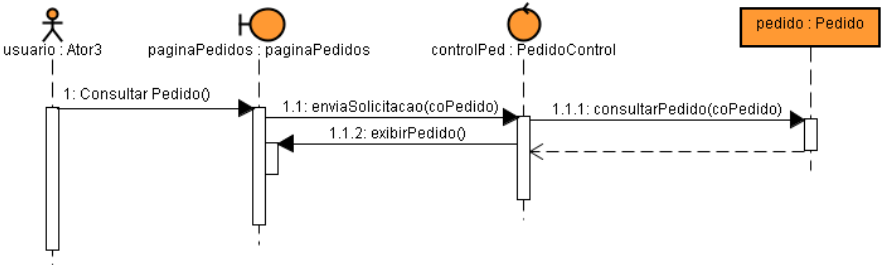 pedido : Pedido
usuario : Ator3
paginaPedidos : paginaPedidos
controlPed : PedidoControl
1: Consultar Pedido()
1.1: enviaSolicitacao(coPedido)
1.1.1: consultarPedido(coPedido)
1.1.2: exibirPedido()